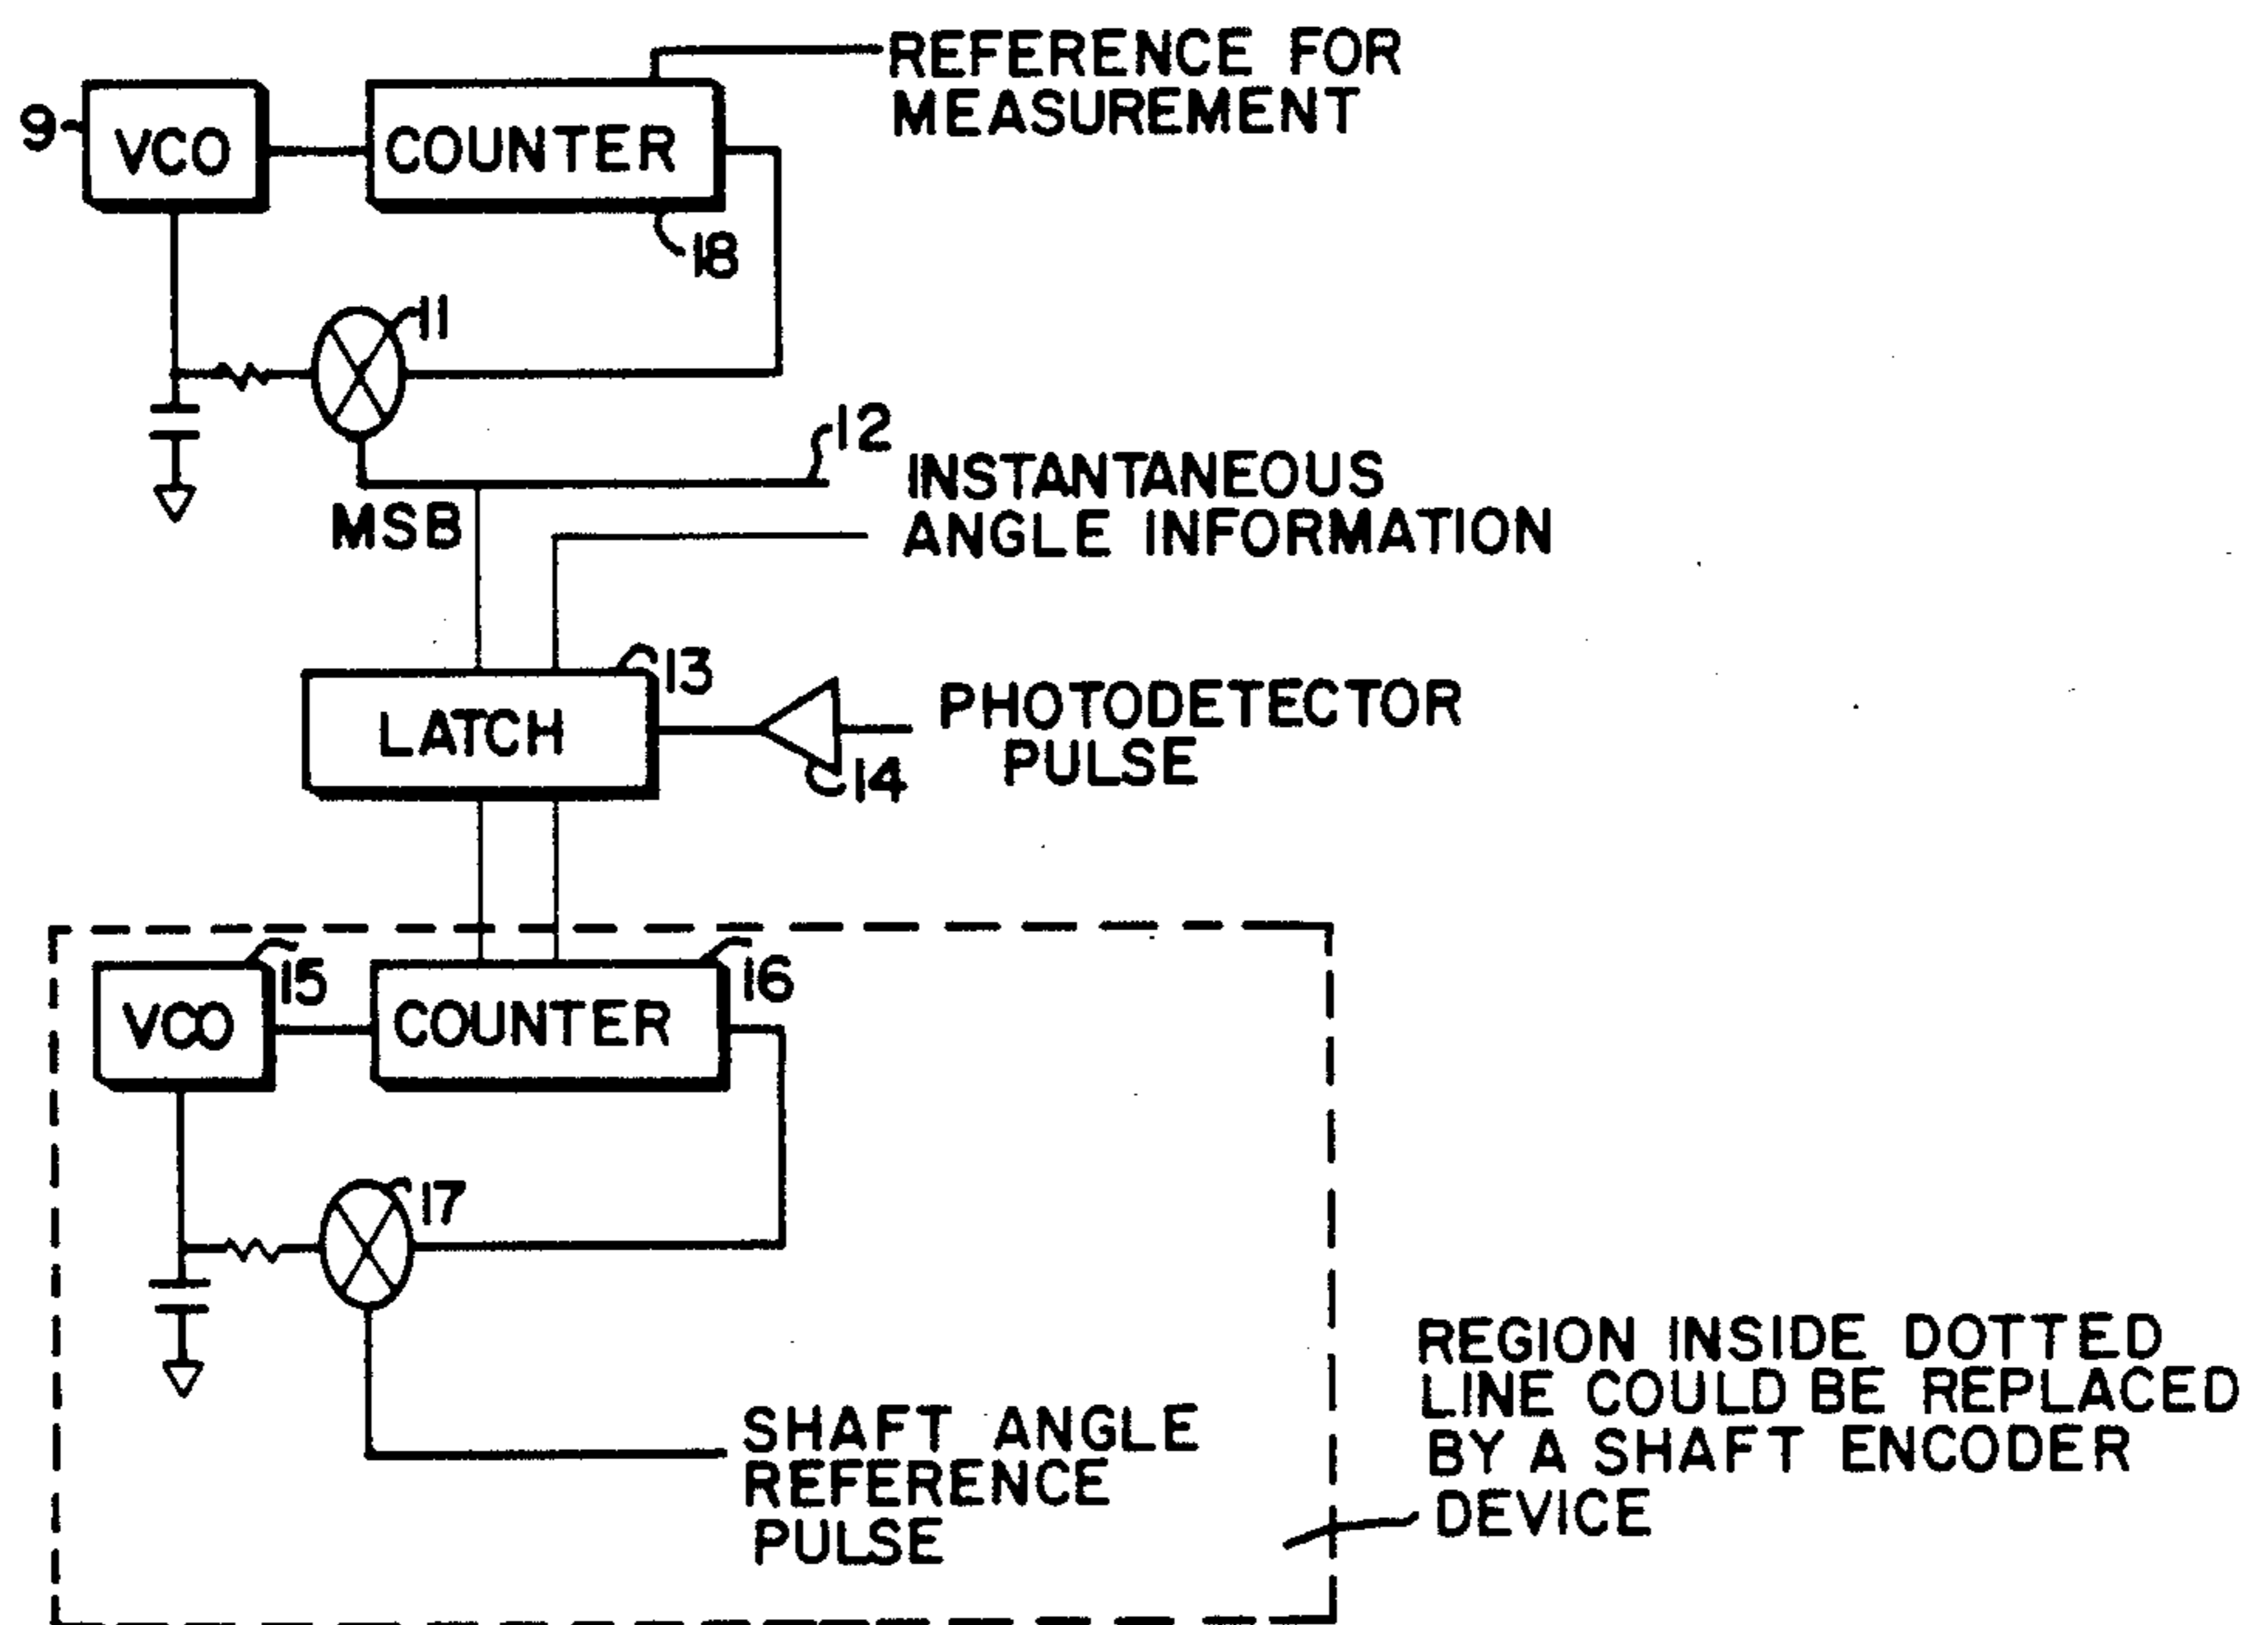 REFERENCE FOR
MEASUREMENT
9
VCO
COUNTER
18
11
12
INSTANTANEOUS
ANGLE INFORMATION
MSB
13
LATCH
PHOTODETECTOR
PULSE
14
15
16
VCO
COUNTER
17
REGION INSIDE DOTTED
LINE COULD BE REPLACED
BY A SHAFT ENCODER
DEVICE
SHAFT ANGLE
REFERENCE
PULSE